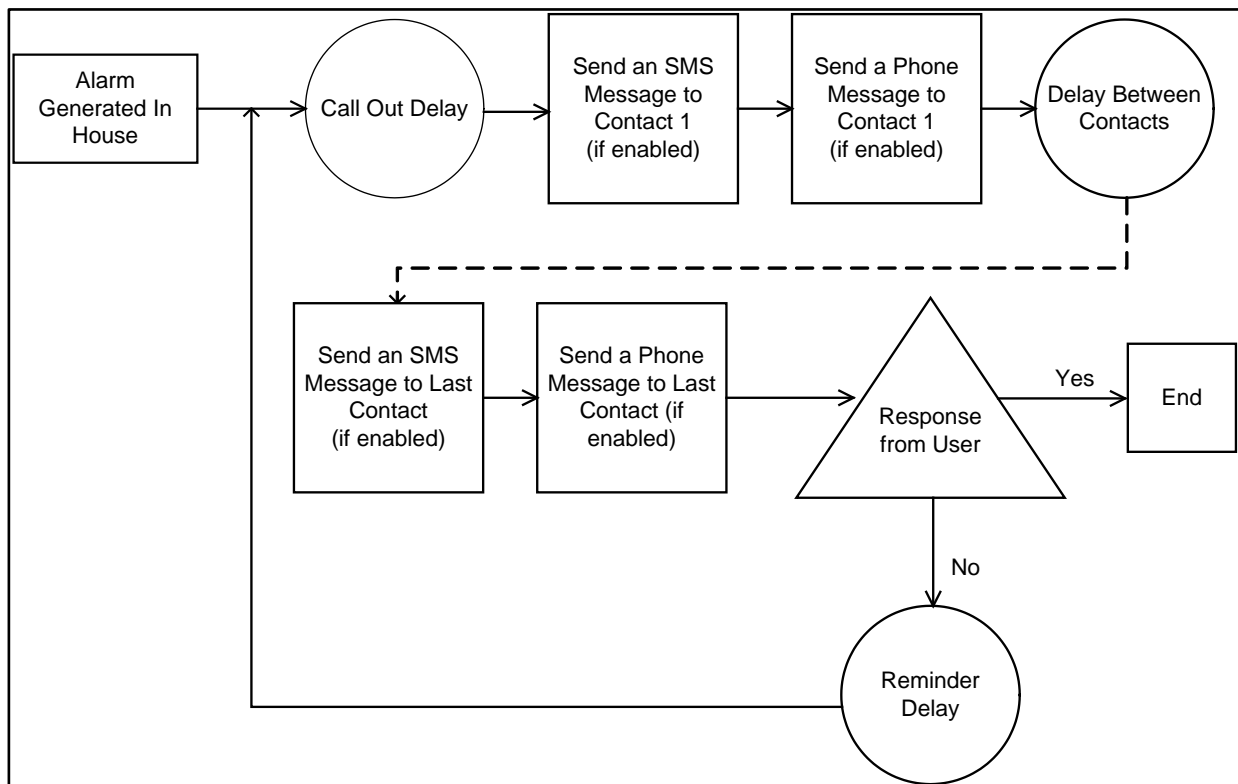 Alarm
Generated In
House
Call Out Delay
Send an SMS
Message to
Contact 1
(if enabled)
Send a Phone
Message to
Contact 1
(if enabled)
Delay Between
Contacts
Send an SMS
Message to Last
Contact
(if enabled)
Send a Phone
Message to Last
Contact (if
enabled)
Response
from User
Yes
End
No
Reminder
Delay